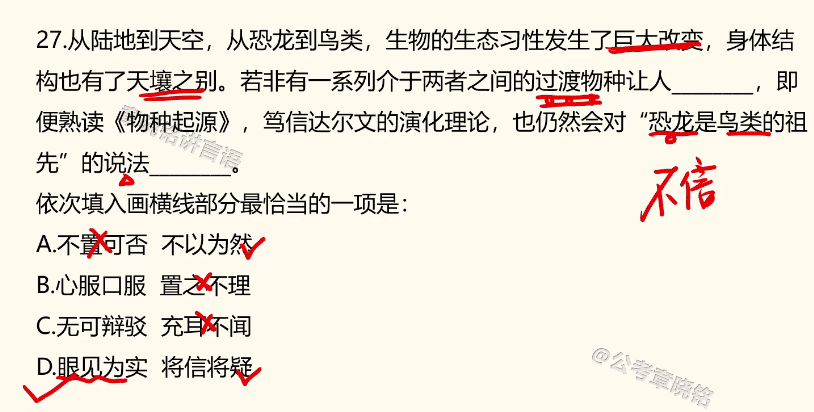 27.从陆地到天空，从恐龙到鸟类，生物的生态习性发生了巨大改变，身体结
构也有了天壤之别。若非有一系列介于两者之间的过渡物种让人________，即
便熟读《物种起源》，笃信达尔文的演化理论，也仍然会对“恐龙是鸟类的祖
先”的说法________。
不信
依次填入画横线部分最恰当的一项是：
A.不置可否 不以为然
B.心服口服 置之不理
C.无可辩驳 充耳不闻
D.眼见为实 将信将疑
@公考章晓铭